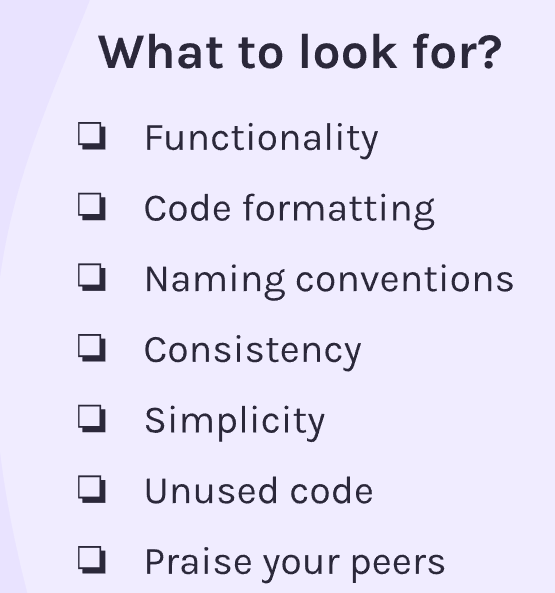 What to look for?
❏ Functionality
❏ Code formatting
❏ Naming conventions
❏ Consistency
❏ Simplicity
❏ Unused code
❏ Praise your peers